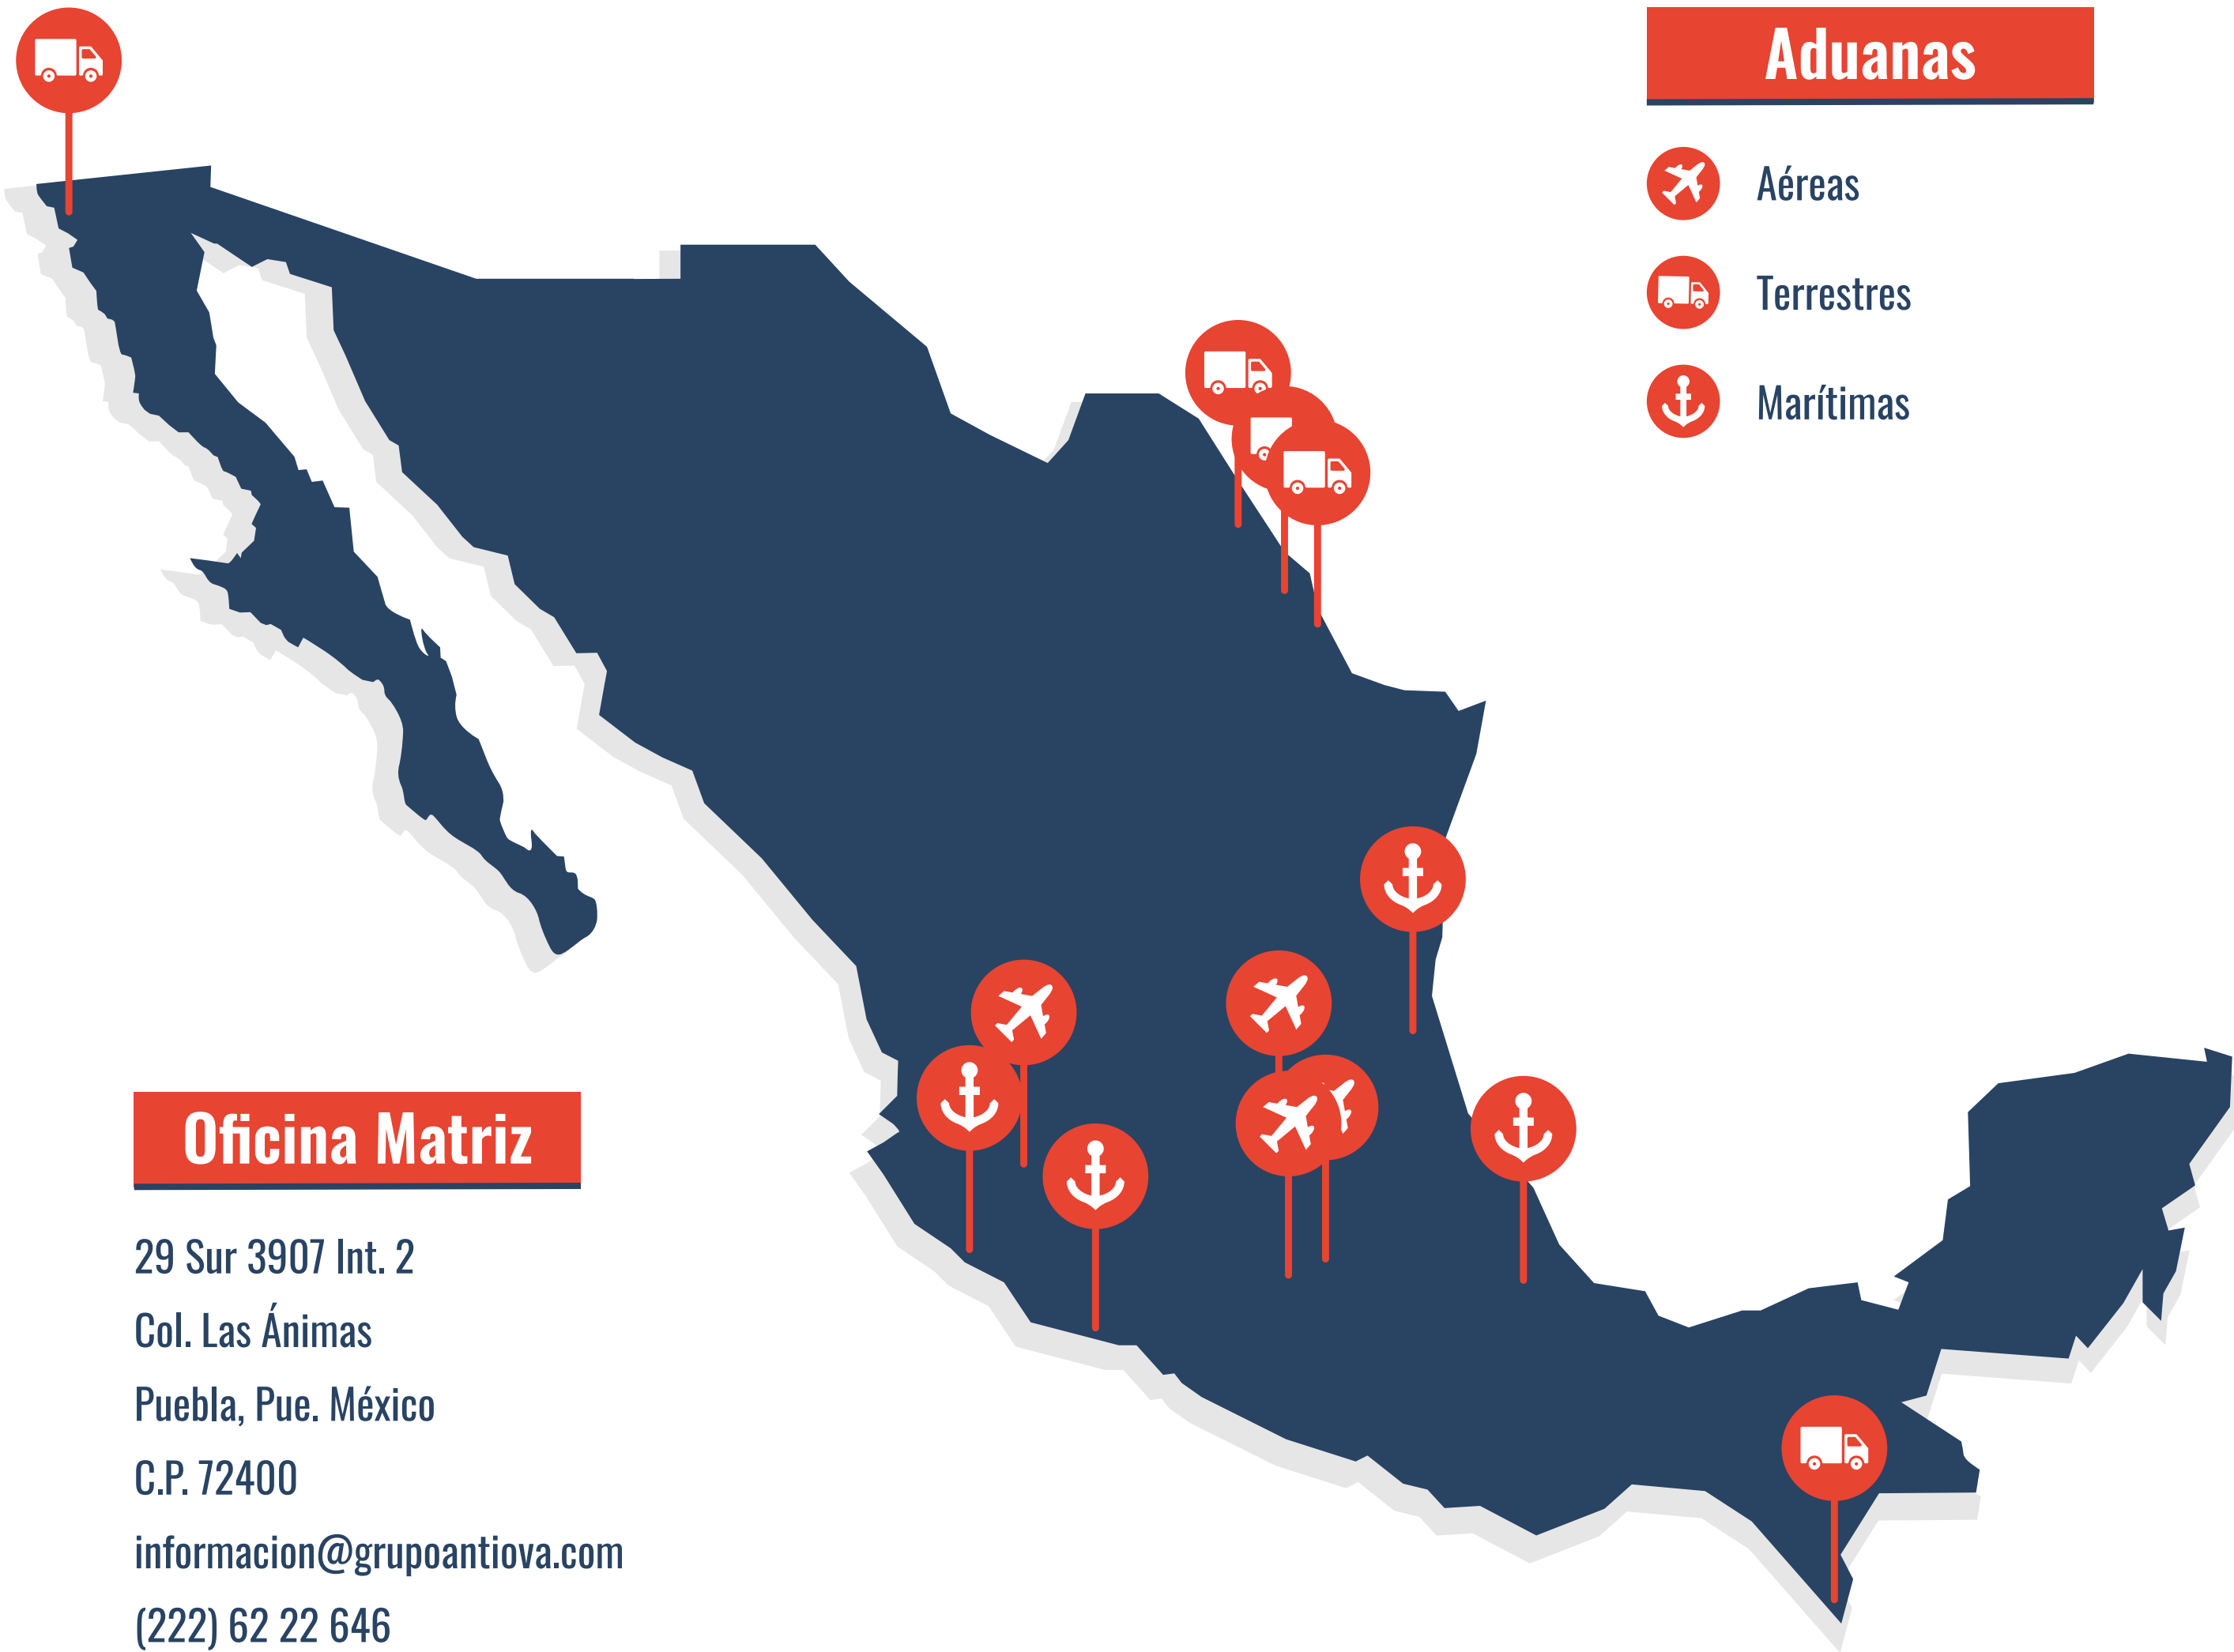 Aduanas
Aéreas
Terrestres
Marítimas
Oficina Matriz
29 Sur 3907 Int. 2
Col. Las Ánimas
Puebla, Pue. México
C.P. 72400
informacion@grupoantiova.com
(222) 62 22 646